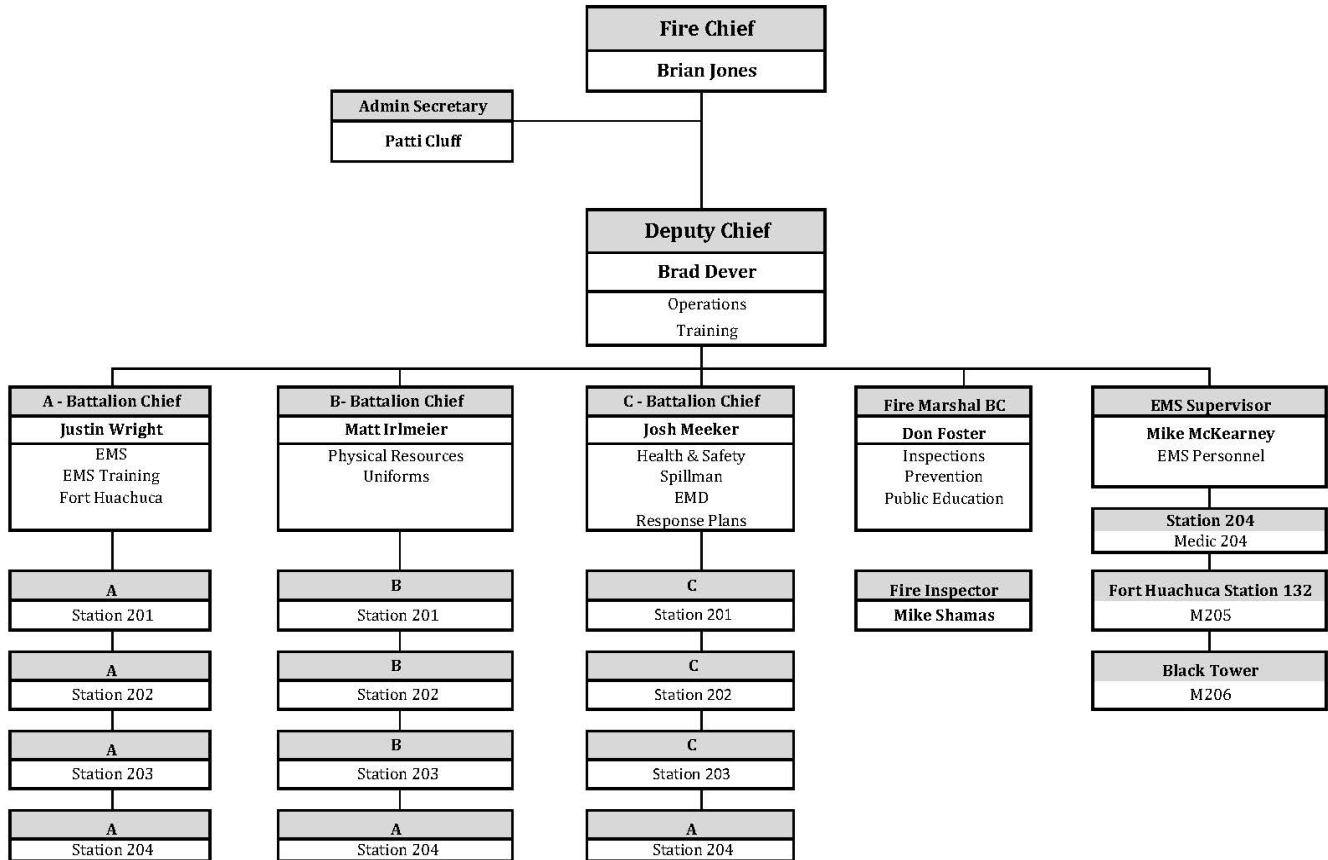 Fire Chief
Brian Jones
Admin Secretary
Patti Cluff
Deputy Chief
Brad Dever
Operations
Training
A - Battalion Chief
Justin Wright
EMS
EMS Training
Fort Huachuca
B- Battalion Chief
Matt Irlmeier
Physical Resources
Uniforms
C - Battalion Chief
Josh Meeker
Health & Safety
Spillman
EMD
Response Plans
Fire Marshal BC
Don Foster
Inspections
Prevention
Public Education
EMS Supervisor
Mike McKearney
EMS Personnel
A
Station 201
A
Station 202
A
Station 203
A
Station 204
B
Station 201
B
Station 202
B
Station 203
A
Station 204
C
Station 201
C
Station 202
C
Station 203
A
Station 204
Fire Inspector
Mike Shamas
Station 204
Medic 204
Fort Huachuca Station 132
M205
Black Tower
M206